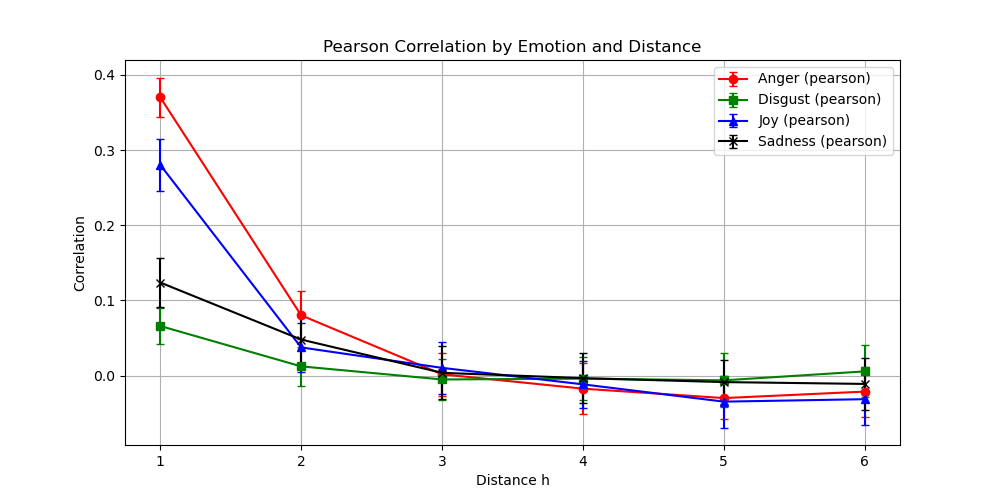 Pearson Correlation by Emotion and Distance
Anger (pearson)
Disgust (pearson)
Joy (pearson)
Sadness (pearson)
Correlation
0.4
0.3
0.2
0.1
0.0
1 2 3 4 5 6
Distance h